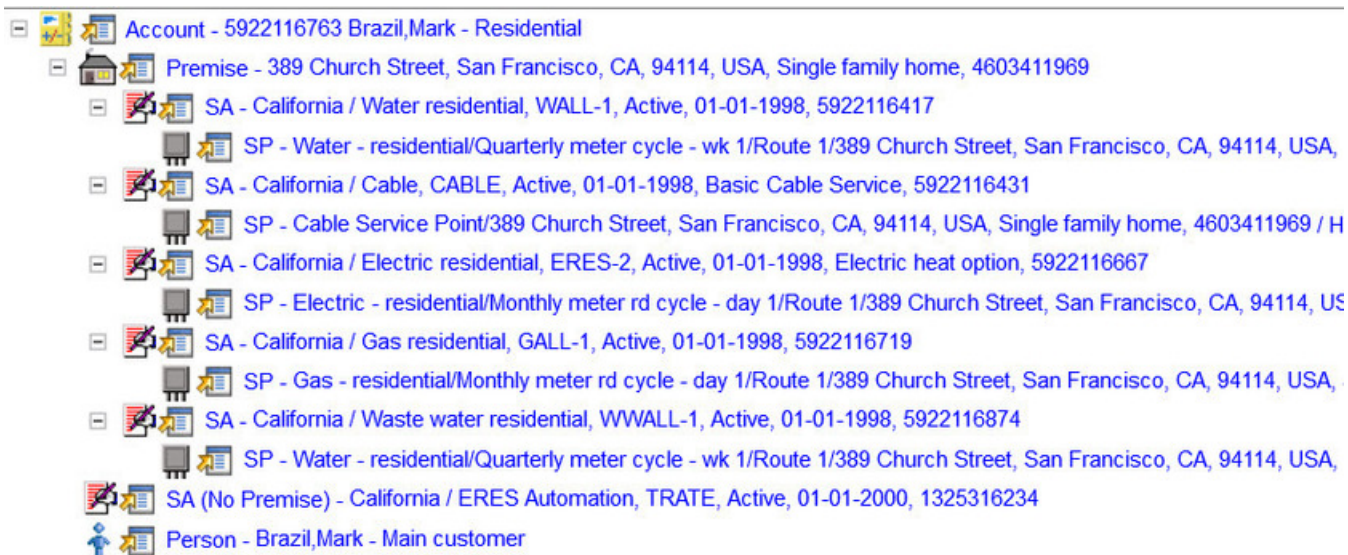 Account - 5922116763 Brazil,Mark - Residential
Premise - 389 Church Street, San Francisco, CA, 94114, USA, Single family home, 4603411969
SA - California / Water residential, WALL-1, Active, 01-01-1998, 5922116417
SP - Water - residential/Quarterly meter cycle - wk 1/Route 1/389 Church Street, San Francisco, CA, 94114, USA,
SA - California / Cable, CABLE, Active, 01-01-1998, Basic Cable Service, 5922116431
SP - Cable Service Point/389 Church Street, San Francisco, CA, 94114, USA, Single family home, 4603411969 / H
SA - California / Electric residential, ERES-2, Active, 01-01-1998, Electric heat option, 5922116667
SP - Electric - residential/Monthly meter rd cycle - day 1/Route 1/389 Church Street, San Francisco, CA, 94114, US
SA - California / Gas residential, GALL-1, Active, 01-01-1998, 5922116719
SP - Gas - residential/Monthly meter rd cycle - day 1/Route 1/389 Church Street, San Francisco, CA, 94114, USA,
SA - California / Waste water residential, WWALL-1, Active, 01-01-1998, 5922116874
SP - Water - residential/Quarterly meter cycle - wk 1/Route 1/389 Church Street, San Francisco, CA, 94114, USA,
SA (No Premise) - California / ERES Automation, TRATE, Active, 01-01-2000, 1325316234
Person - Brazil,Mark - Main customer